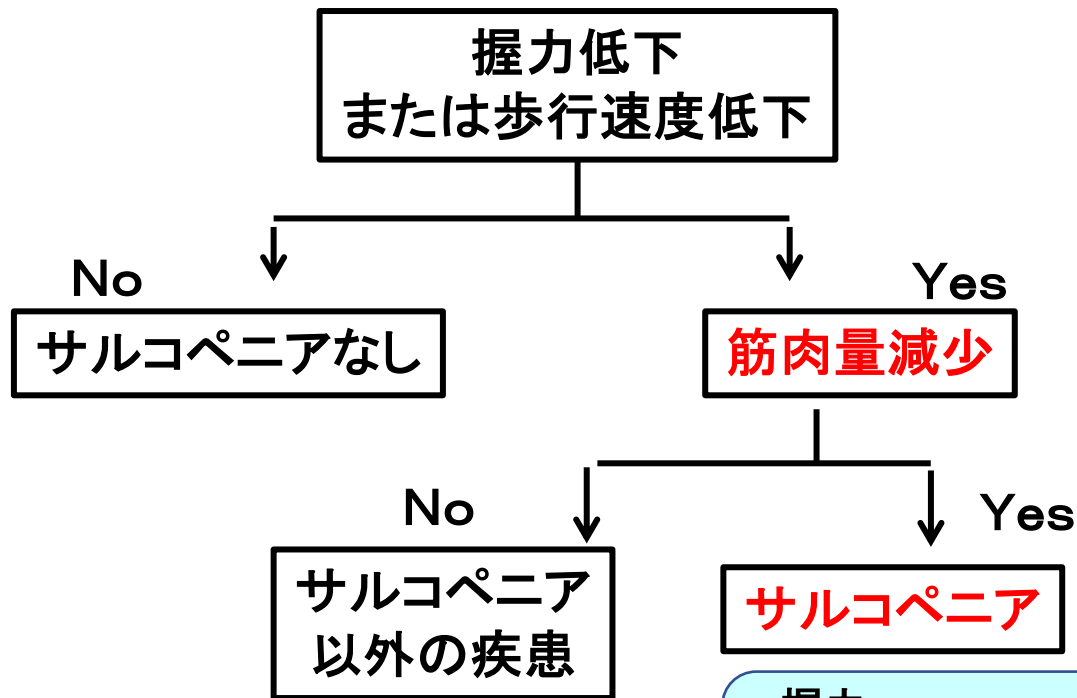 握力低下
または歩行速度低下
No
Yes
サルコペニアなし
筋肉量減少
No
Yes
サルコペニア
以外の疾患
サルコペニア
握力